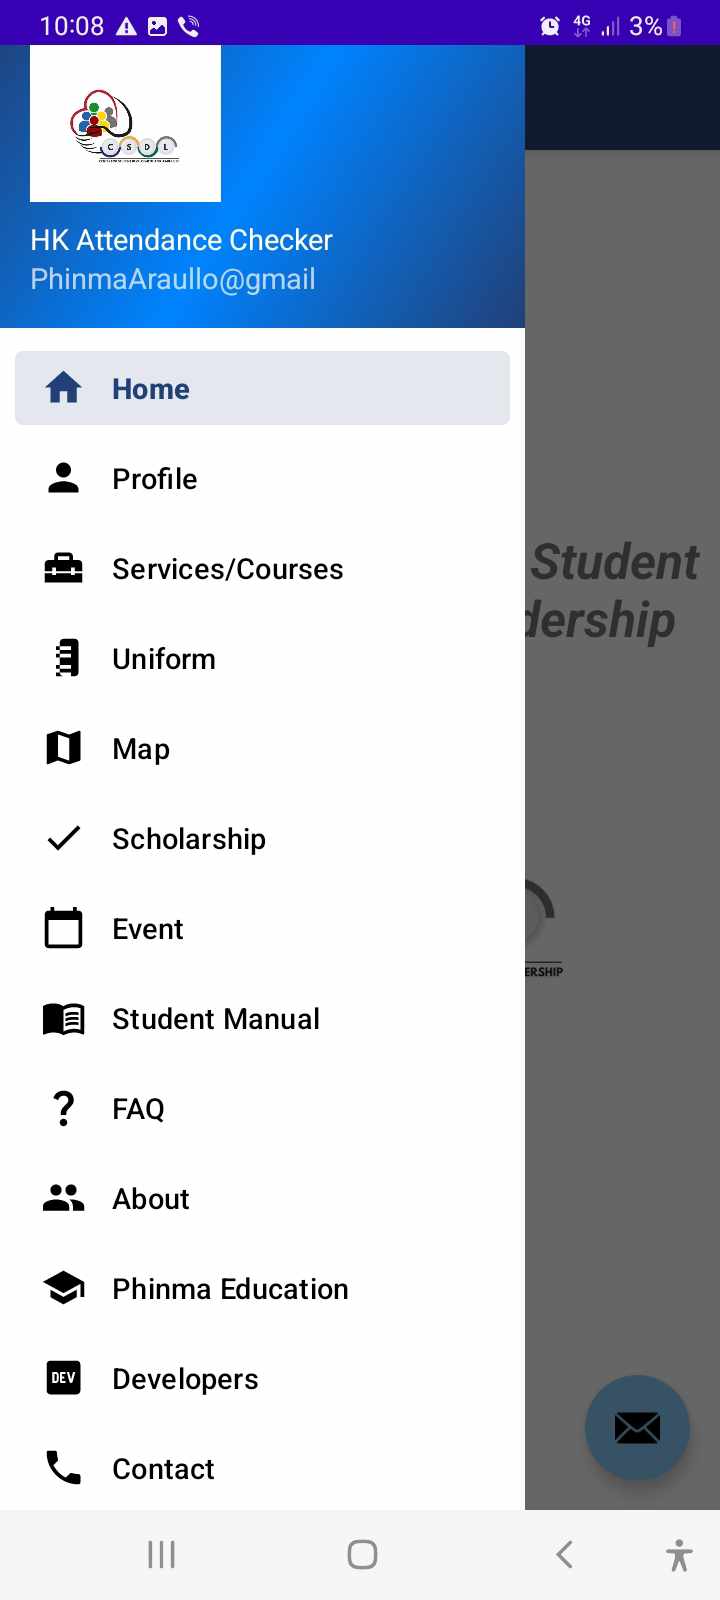 10:08 4G 3%
C S D L
HK Attendance Checker
PhinmaAraullo@gmail
Home
Profile
Services/Courses
Uniform
Map
Scholarship
Event
Student Manual
FAQ
About
Phinma Education
DEV Developers
Contact
Student
dership
ERSHIP